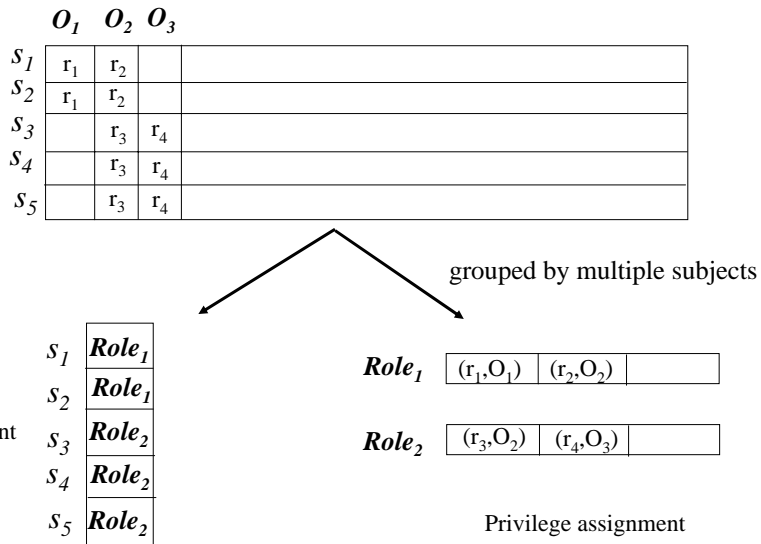 O1 O2 O3
s1 r1 r2
s2 r1 r2
s3 r3 r4
s4 r3 r4
s5 r3 r4
grouped by multiple subjects
s1 Role1
s2 Role1
s3 Role2
s4 Role2
s5 Role2
Role1 (r1,O1) (r2,O2)
Role2 (r3,O2) (r4,O3)
Privilege assignment